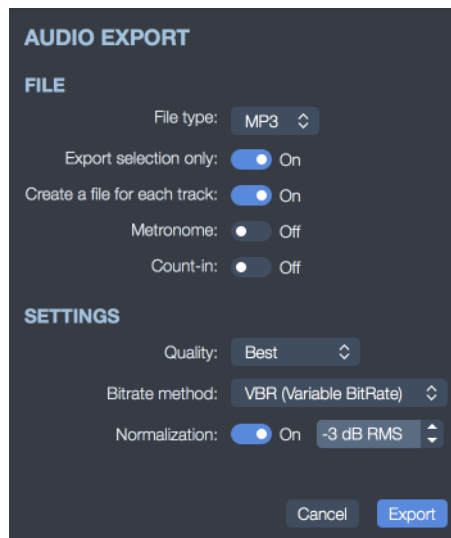 AUDIO EXPORT
FILE
File type: MP3
Export selection only: On
Create a file for each track: On
Metronome: Off
Count-in: Off
SETTINGS
Quality: Best
Bitrate method: VBR (Variable BitRate)
Normalization: On -3 dB RMS
Cancel Export